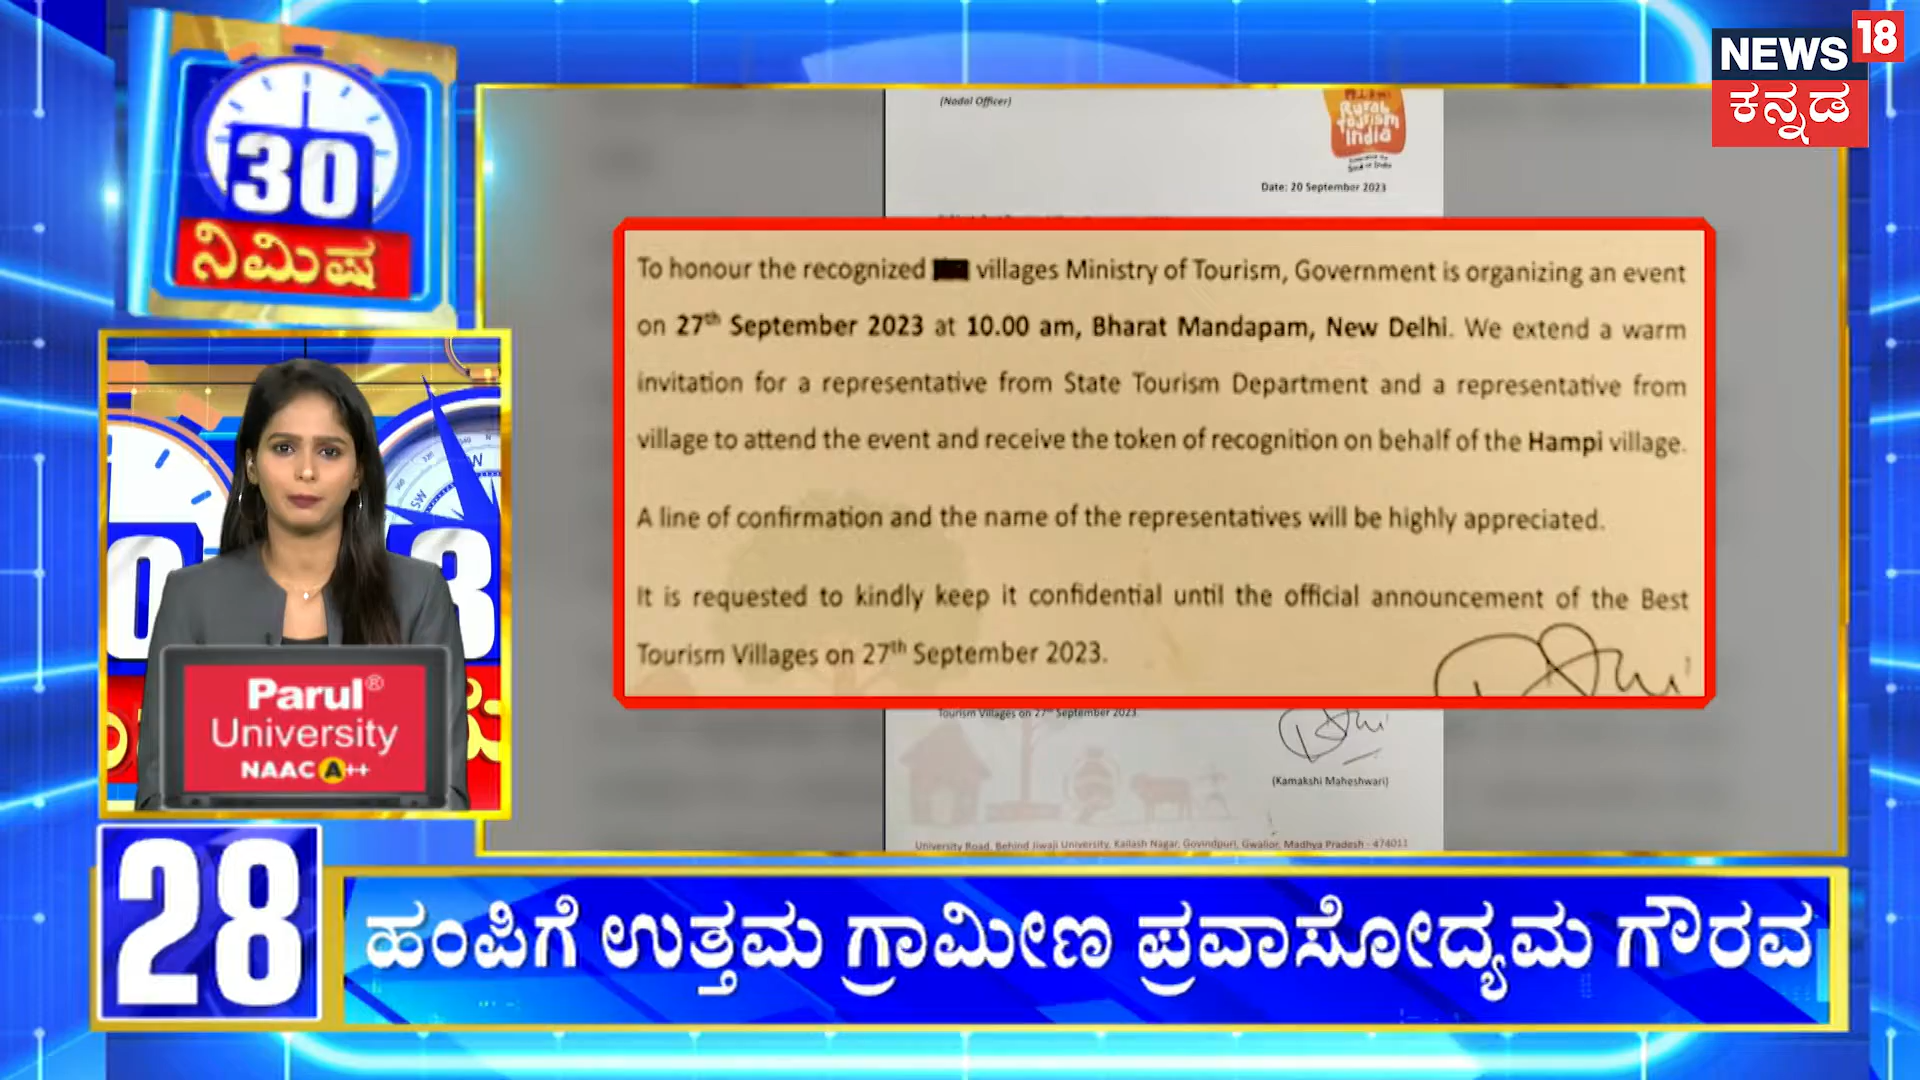 30
ನಿಮಿಷ
NEWS 18
ಕನ್ನಡ
(Nodal Officer)
Rural
Tourism
India
Date: 20 September 2023
To honour the recognized villages Ministry of Tourism, Government is organizing an event
on 27th September 2023 at 10.00 am, Bharat Mandapam, New Delhi. We extend a warm
invitation for a representative from State Tourism Department and a representative from
village to attend the event and receive the token of recognition on behalf of the Hampi village.
A line of confirmation and the name of the representatives will be highly appreciated.
It is requested to kindly keep it confidential until the official announcement of the Best
Tourism Villages on 27th September 2023.
Tourism Villages on 27th September 2023.
(Kamakshi Maheshwari)
University Road, Behind Jiwaji University, Kailash Nagar, Govindpuri, Gwalior, Madhya Pradesh - 474011
N
SW
Parul®
University
NAAC A++
28
ಹಂಪಿಗೆ ಉತ್ತಮ ಗ್ರಾಮೀಣ ಪ್ರವಾಸೋದ್ಯಮ ಗೌರವ